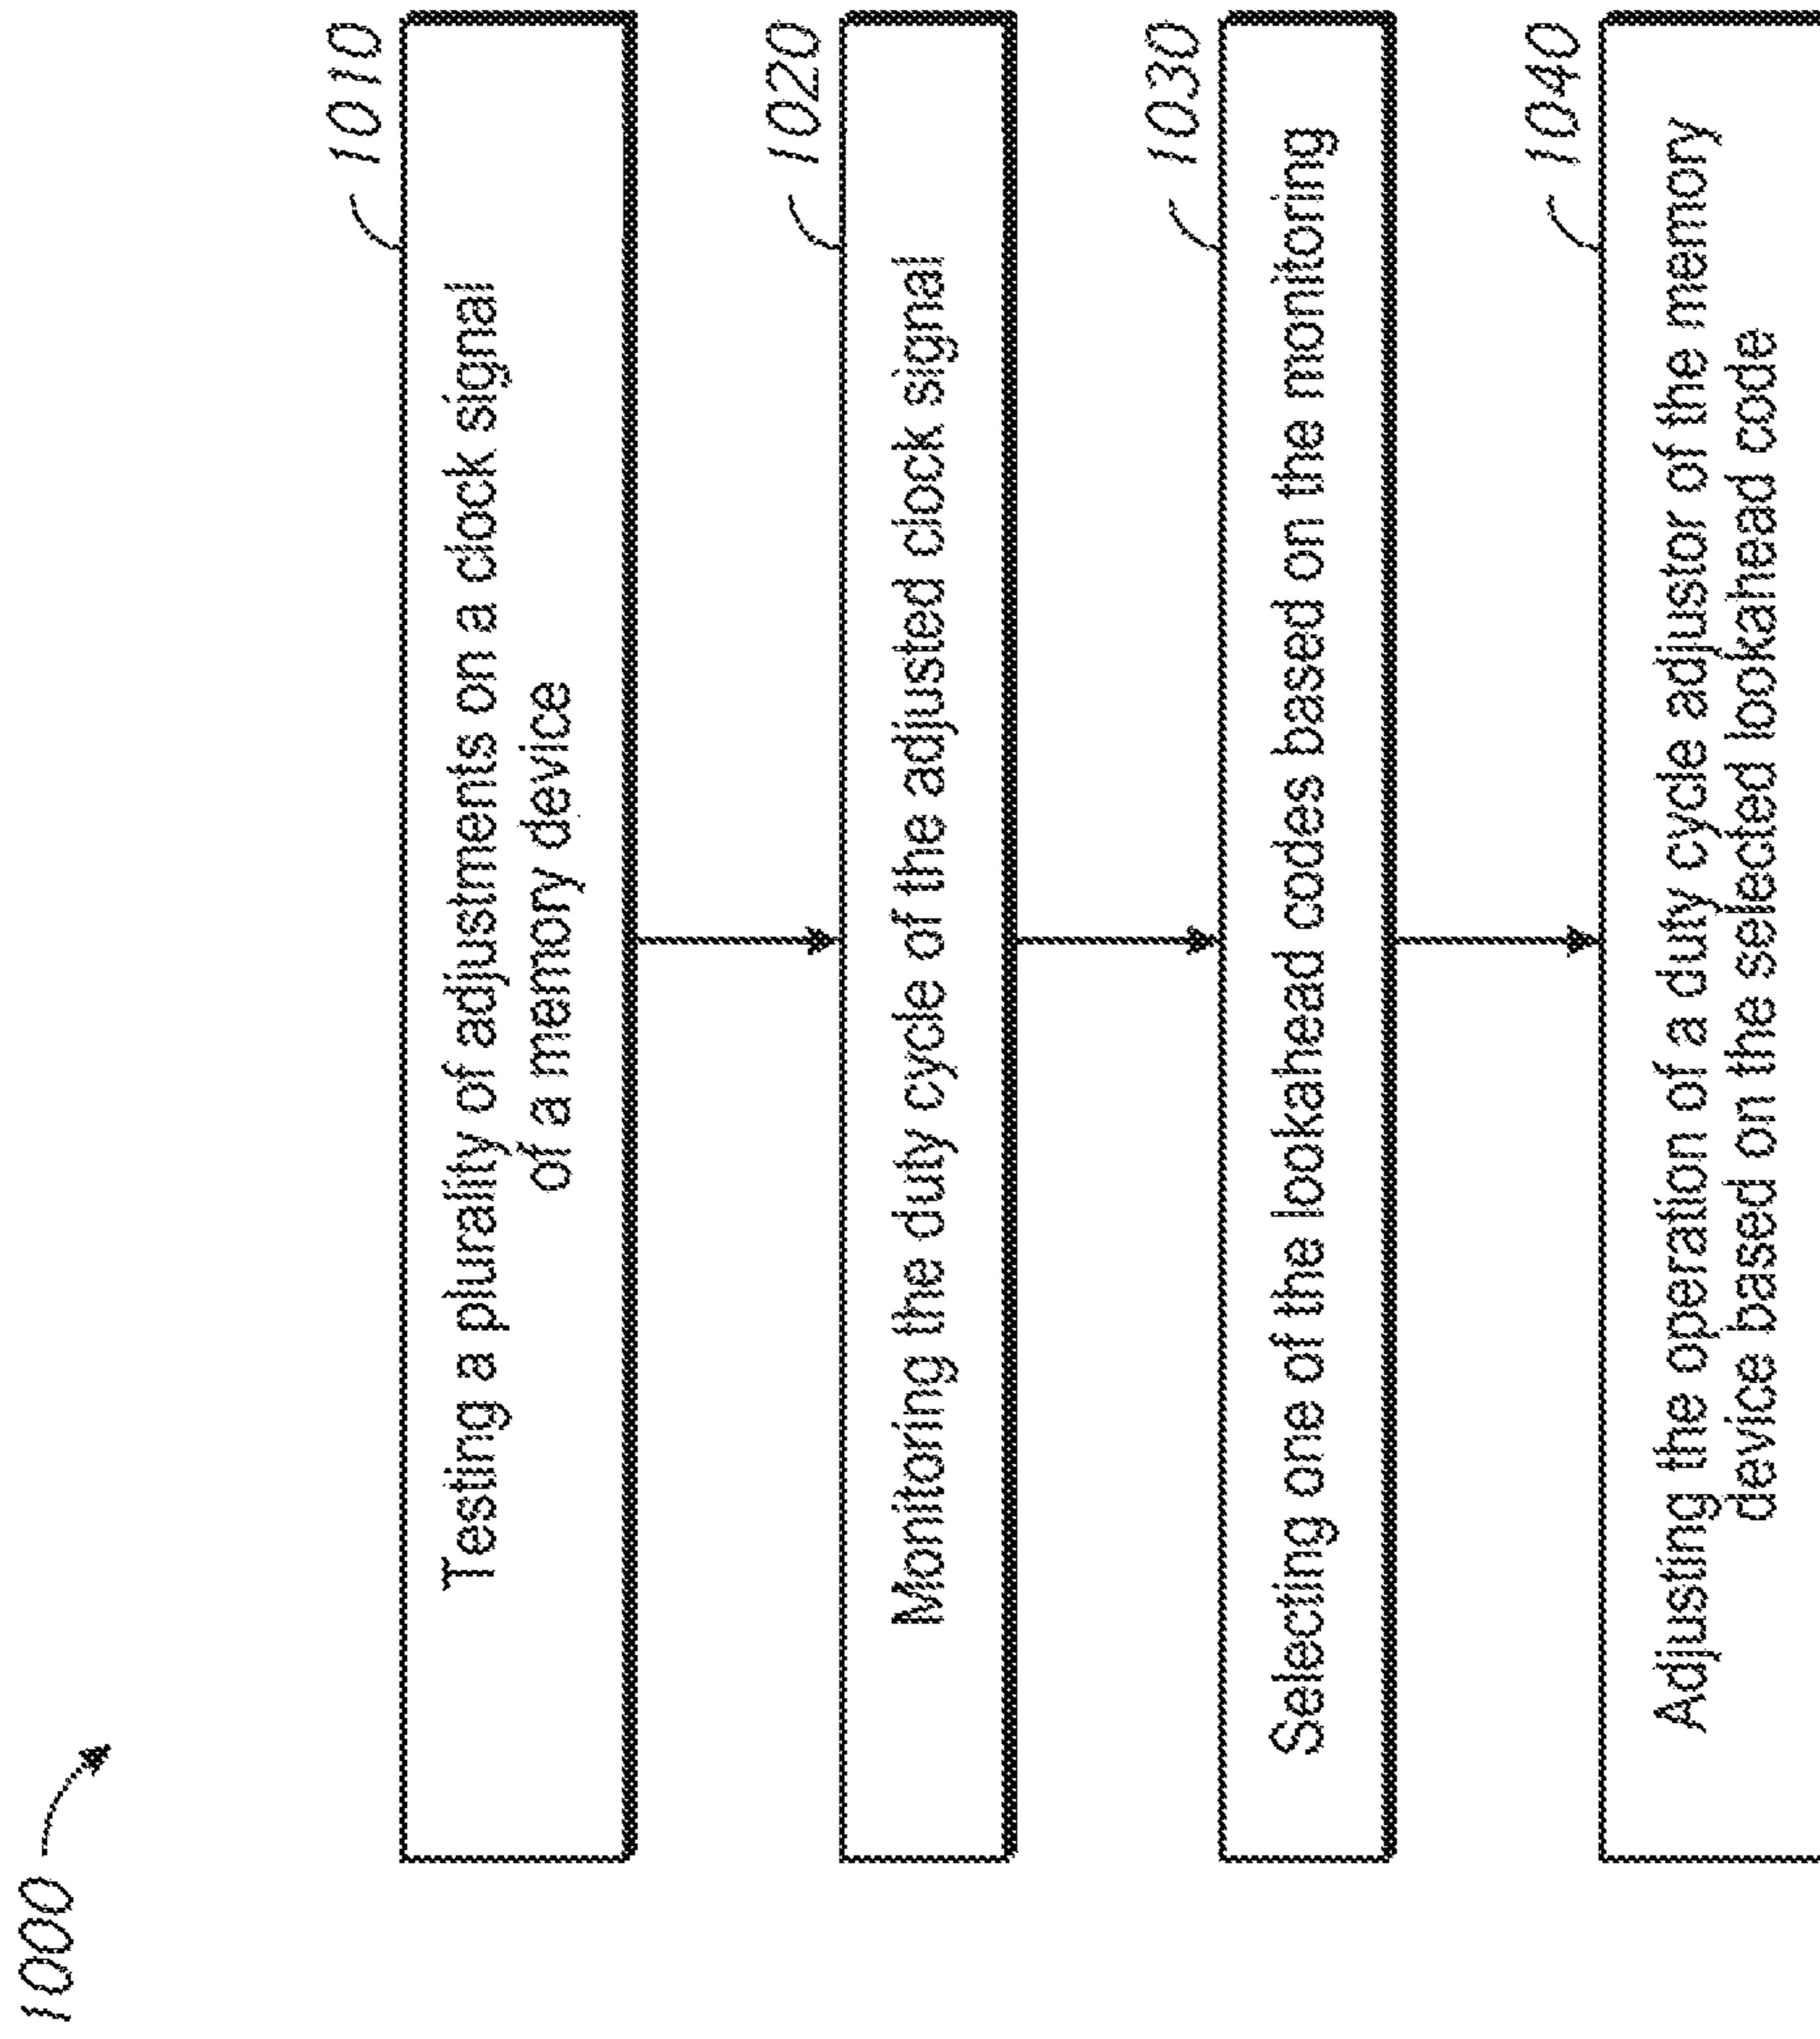 1000
1010
Testing a plurality of adjustments on a clock signal
of a memory device
1020
Monitoring the duty cycle of the adjusted clock signal
1030
Selecting one of the lookahead codes based on the monitoring
1040
Adjusting the operation of a duty cycle adjustor of the memory
device based on the selected lookahead code